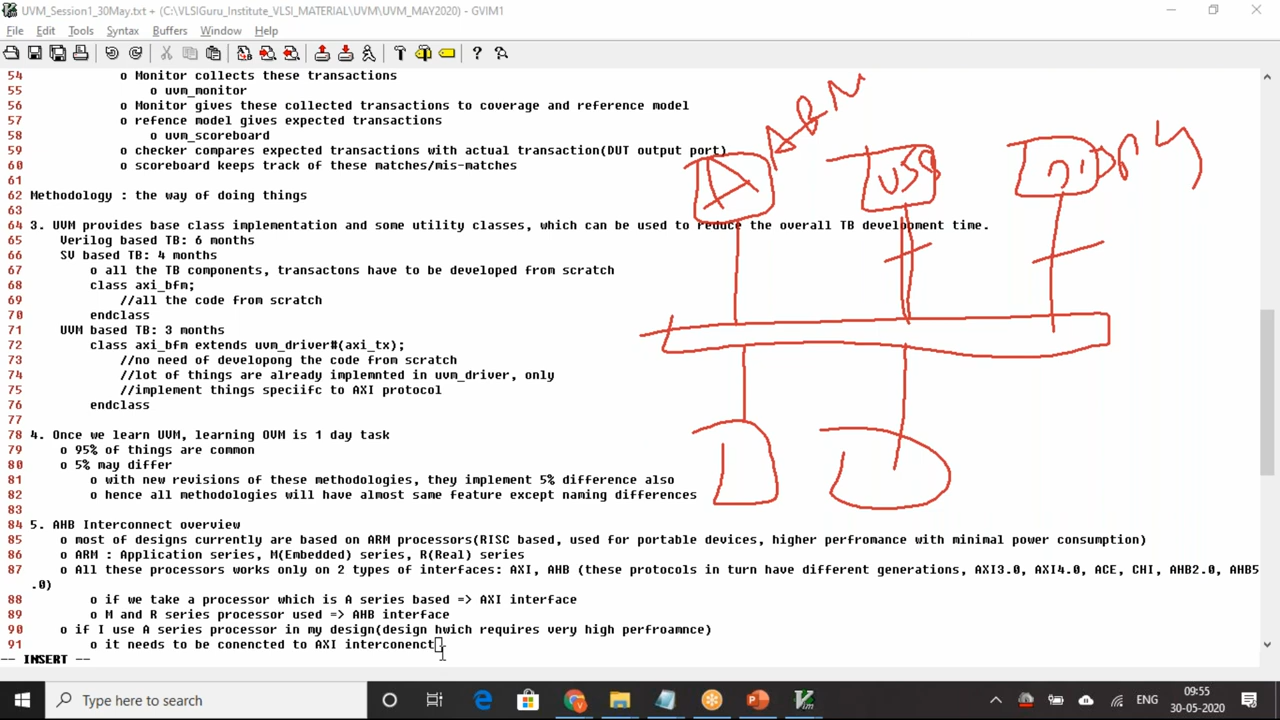 UVM_Session1_30May.txt + (C:\VLSIGuru_Institute\VLSI_MATERIAL\UVM\UVM_MAY2020) - GVIM1
File Edit Tools Syntax Buffers Window Help
54 o Monitor collects these transactions
55 o uvm_monitor
56 o Monitor gives these collected transactions to coverage and reference model
57 o refence model gives expected transactions
58 o uvm_scoreboard
59 o checker compares expected transactions with actual transaction(DUT output port)
60 o scoreboard keeps track of these matches/mis-matches
61
62 Methodology : the way of doing things
63
64 3. UVM provides base class implementation and some utility classes, which can be used to reduce the overall TB development time.
65 Verilog based TB: 6 months
66 SV based TB: 4 months
67 o all the TB components, transactons have to be developed from scratch
68 class axi_bfm;
69 //all the code from scratch
70 endclass
71 UVM based TB: 3 months
72 class axi_bfm extends uvm_driver#(axi_tx);
73 //no need of developong the code from scratch
74 //lot of things are already implemnted in uvm_driver, only
75 //implement things speciifc to AXI protocol
76 endclass
77
78 4. Once we learn UVM, learning OVM is 1 day task
79 o 95% of things are common
80 o 5% may differ
81 o with new revisions of these methodologies, they implement 5% difference also
82 o hence all methodologies will have almost same feature except naming differences
83
84 5. AHB Interconnect overview
85 o most of designs currently are based on ARM processors(RISC based, used for portable devices, higher perfromance with minimal power consumption)
86 o ARM : Application series, M(Embedded) series, R(Real) series
87 o All these processors works only on 2 types of interfaces: AXI, AHB (these protocols in turn have different generations, AXI3.0, AXI4.0, ACE, CHI, AHB2.0, AHB5
.0)
88 o if we take a processor which is A series based => AXI interface
89 o M and R series processor used => AHB interface
90 o if I use A series processor in my design(design hwich requires very high perfroamnce)
91 o it needs to be conencted to AXI interconenct
-- INSERT --
A
USB
Type here to search
ENG
09:55
30-05-2020